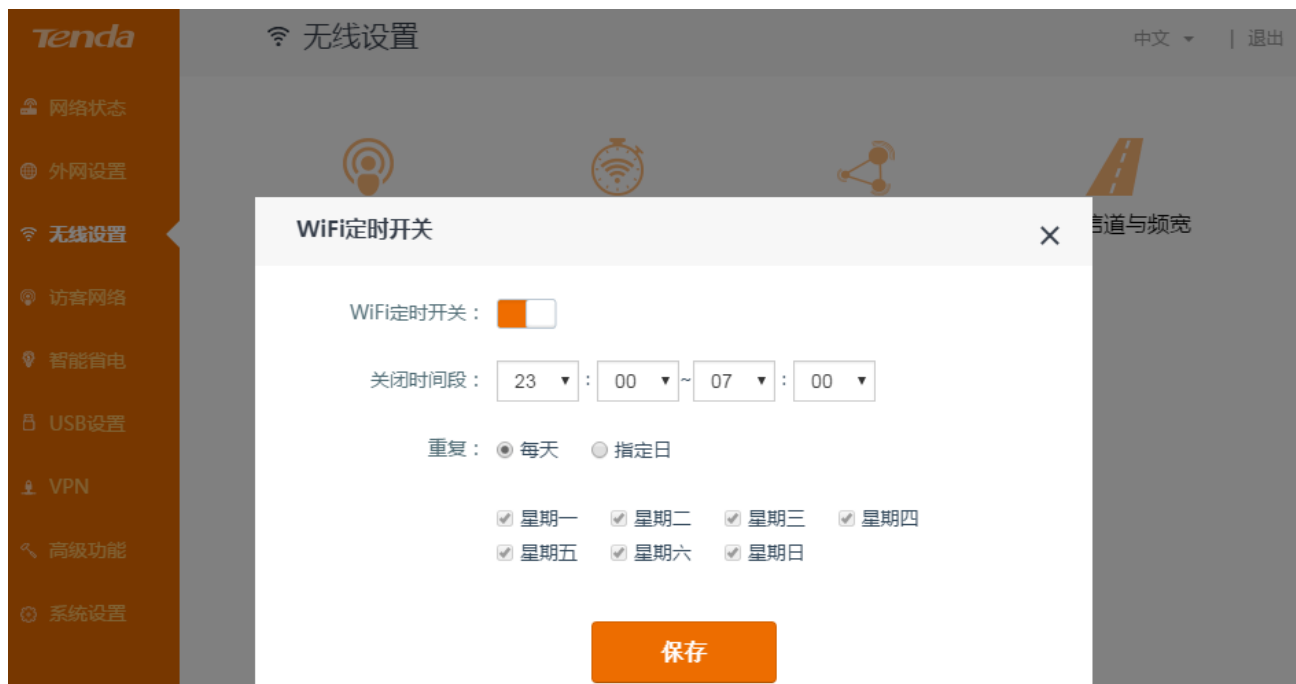 Tenda
无线设置
中文
| 退出
网络状态
外网设置
无线设置
访客网络
智能省电
USB设置
VPN
高级功能
系统设置
道与频宽
WiFi定时开关
WiFi定时开关：
关闭时间段： 23 : 00 ~ 07 : 00
重复： 每天 指定日
星期一 星期二 星期三 星期四
星期五 星期六 星期日
保存